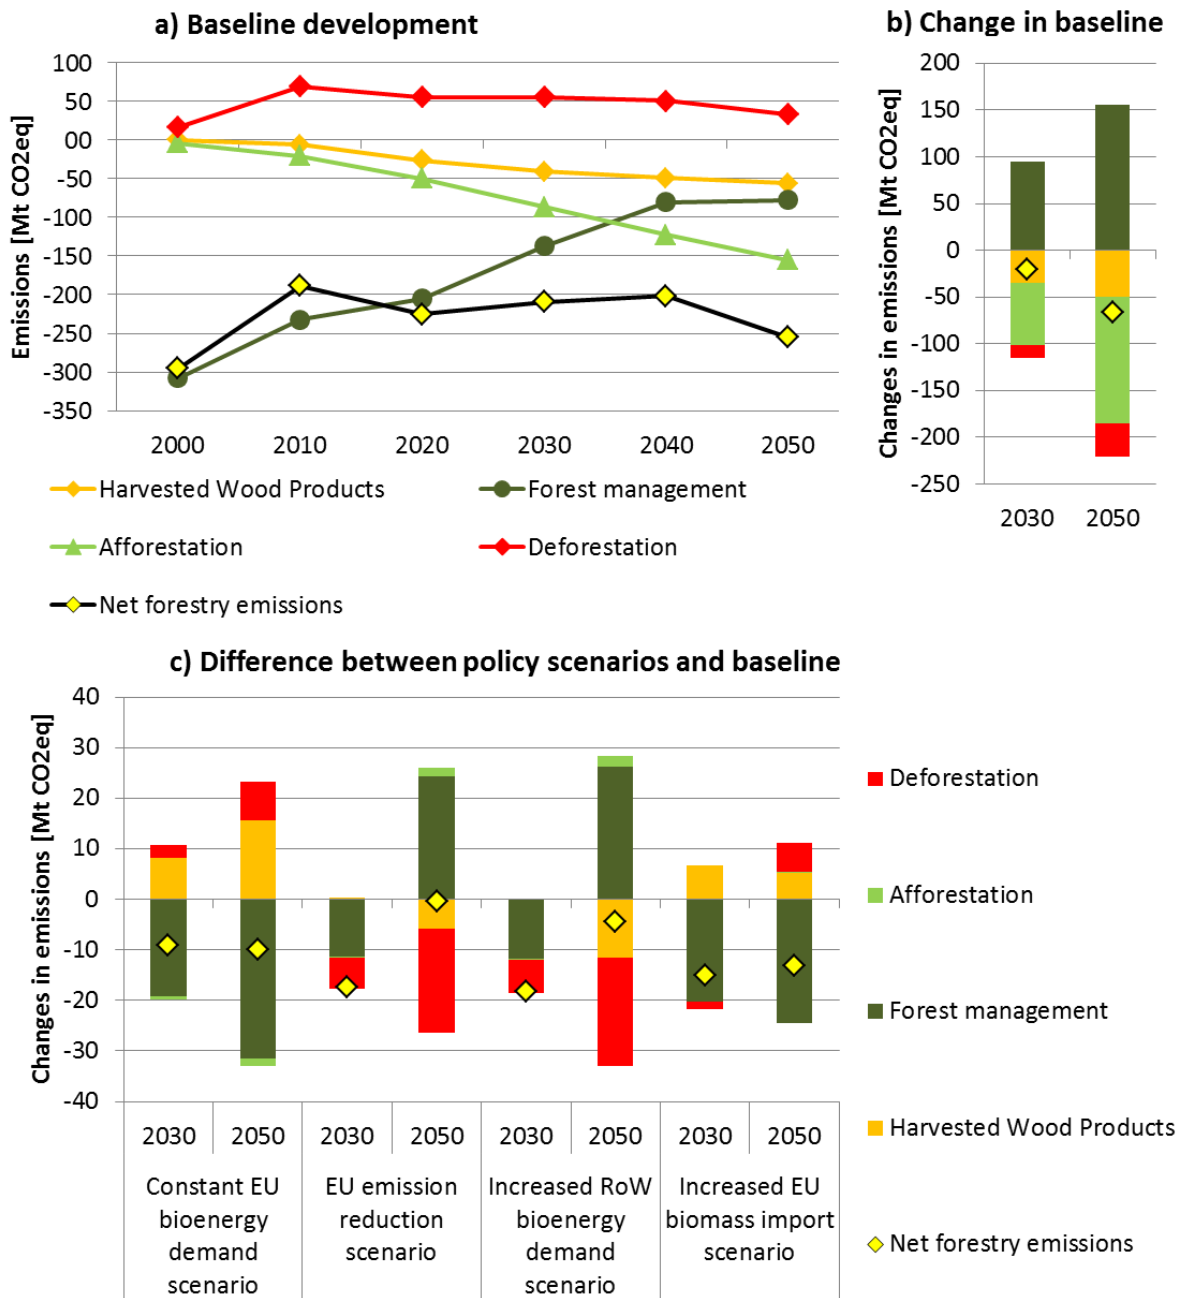 a) Baseline development
Emissions [Mt CO2eq]
100
50
00
-50
-100
-150
-200
-250
-300
-350
2000 2010 2020 2030 2040 2050
Harvested Wood Products
Forest management
Afforestation
Deforestation
Net forestry emissions
b) Change in baseline
Changes in emissions [Mt CO2eq]
200
150
100
50
0
-50
-100
-150
-200
-250
2030 2050
c) Difference between policy scenarios and baseline
Changes in emissions [Mt CO2eq]
40
30
20
10
0
-10
-20
-30
-40
2030 2050 2030 2050 2030 2050 2030 2050
Constant EU
bioenergy
demand
scenario
EU emission
reduction
scenario
Increased RoW
bioenergy
demand
scenario
Increased EU
biomass import
scenario
Deforestation
Afforestation
Forest management
Harvested Wood Products
Net forestry emissions